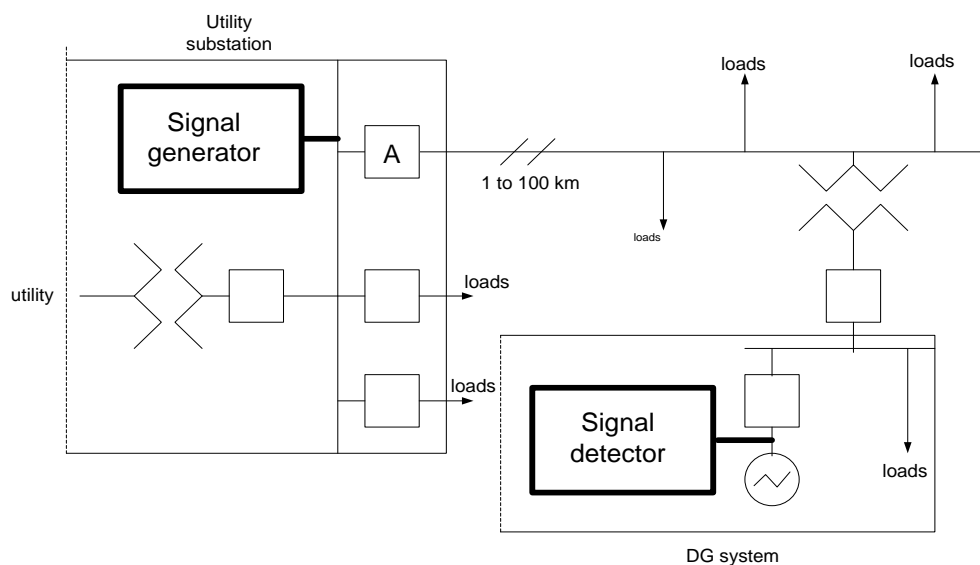 Utility
substation
loads
loads
Signal
generator
A
1 to 100 km
loads
utility
loads
loads
Signal
detector
loads
DG system